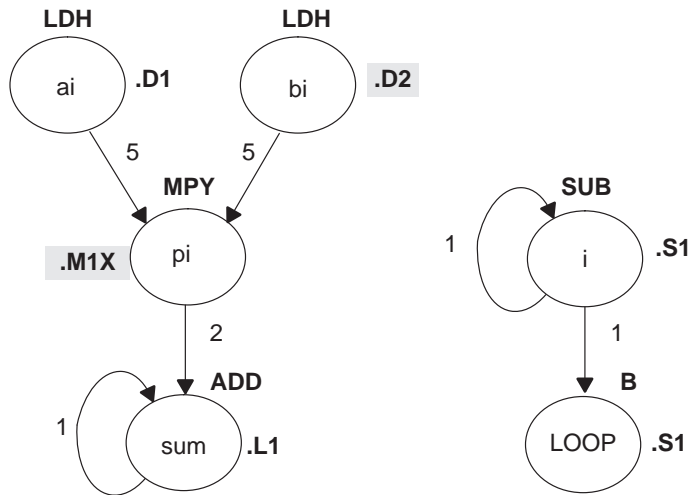 LDH LDH
ai .D1 bi .D2
5 5
MPY SUB
.M1X pi 1 i .S1
2 1
ADD B
1 sum .L1 LOOP .S1